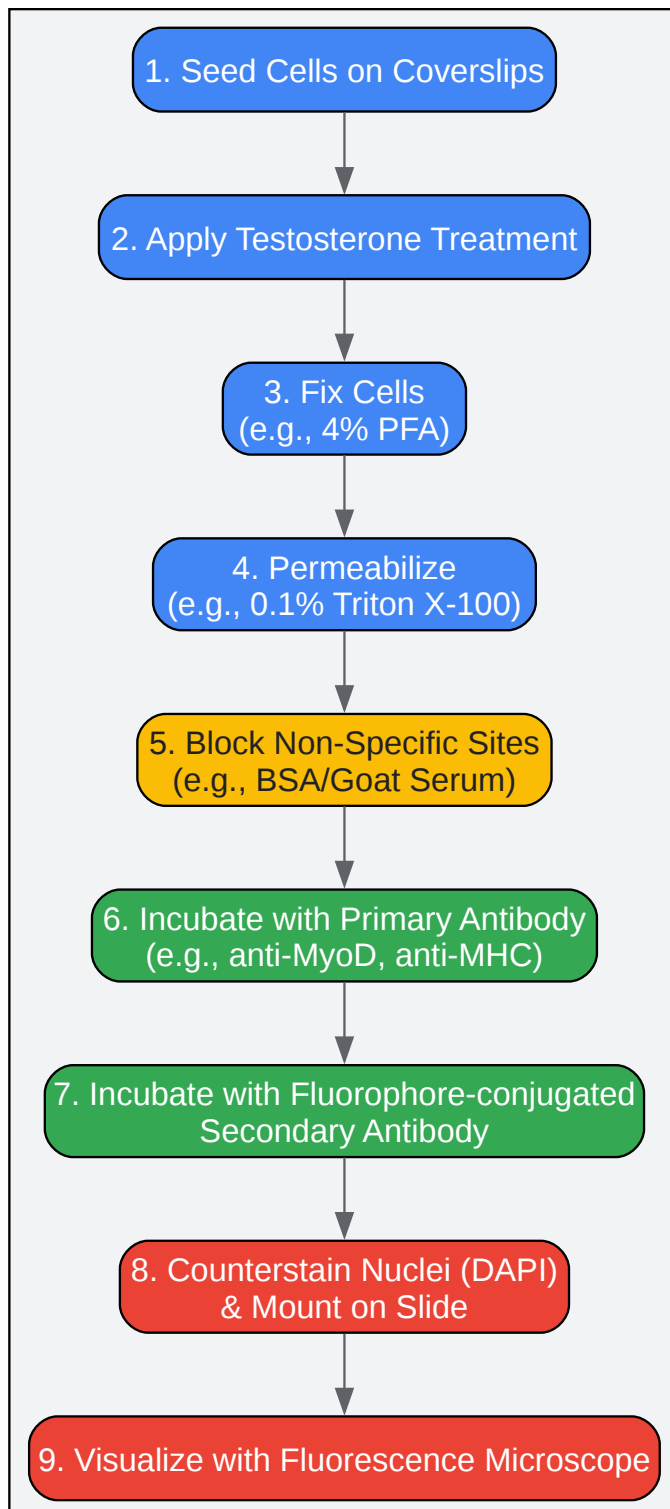 1. Seed Cells on Coverslips
2. Apply Testosterone Treatment
3. Fix Cells
(e.g., 4% PFA)
4. Permeabilize
(e.g., 0.1% Triton X-100)
5. Block Non-Specific Sites
(e.g., BSA/Goat Serum)
6. Incubate with Primary Antibody
(e.g., anti-MyoD, anti-MHC)
7. Incubate with Fluorophore-conjugated
Secondary Antibody
8. Counterstain Nuclei (DAPI)
& Mount on Slide
9. Visualize with Fluorescence Microscope